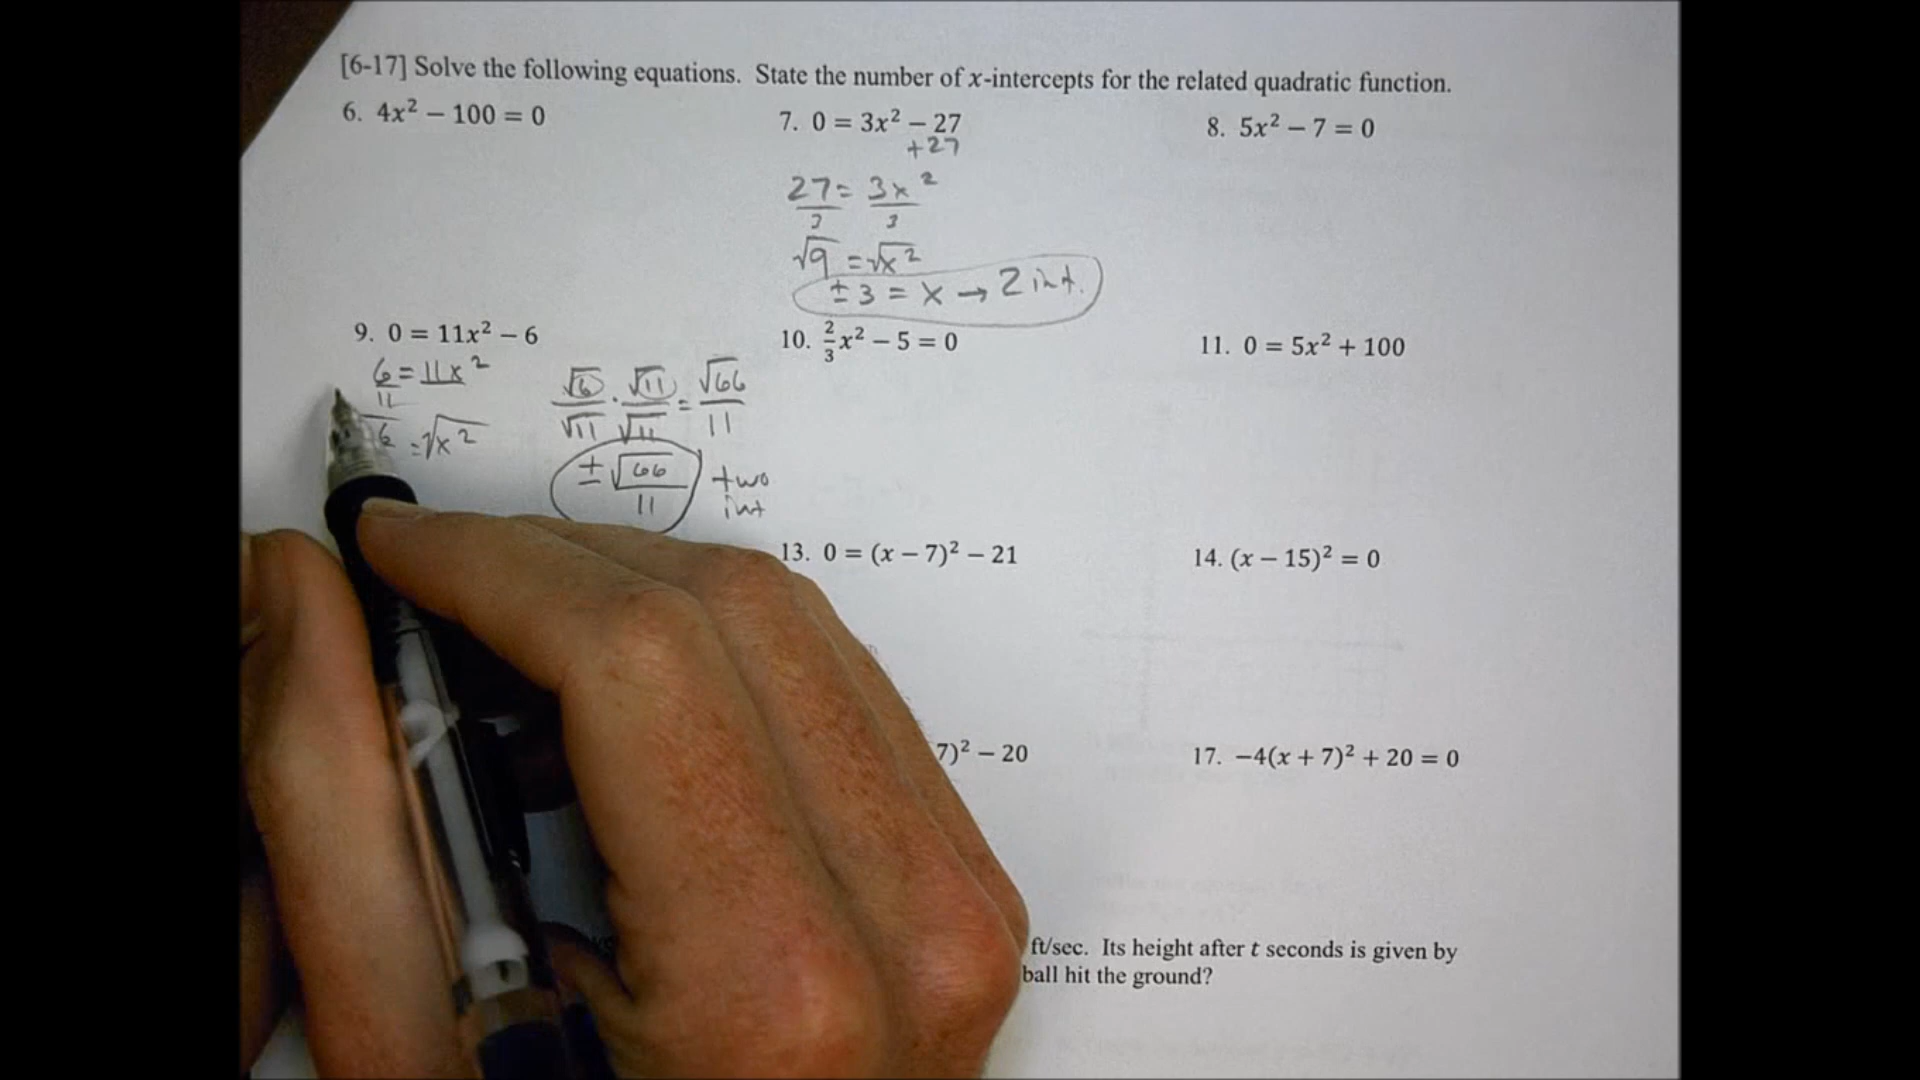 [6-17] Solve the following equations. State the number of x-intercepts for the related quadratic function.
6. 4x² − 100 = 0
7. 0 = 3x² − 27
+27
27 = 3x²
3 3
√9 = √x²
± 3 = x → 2 int.
8. 5x² − 7 = 0
9. 0 = 11x² − 6
6 = 11x²
11
6 = √x²
√6/√11 · √11/√11 = √66/11
± √66/11 two
int
10. 2/3x² − 5 = 0
11. 0 = 5x² + 100
13. 0 = (x − 7)² − 21
14. (x − 15)² = 0
7)² − 20
17. −4(x + 7)² + 20 = 0
ft/sec. Its height after t seconds is given by
ball hit the ground?